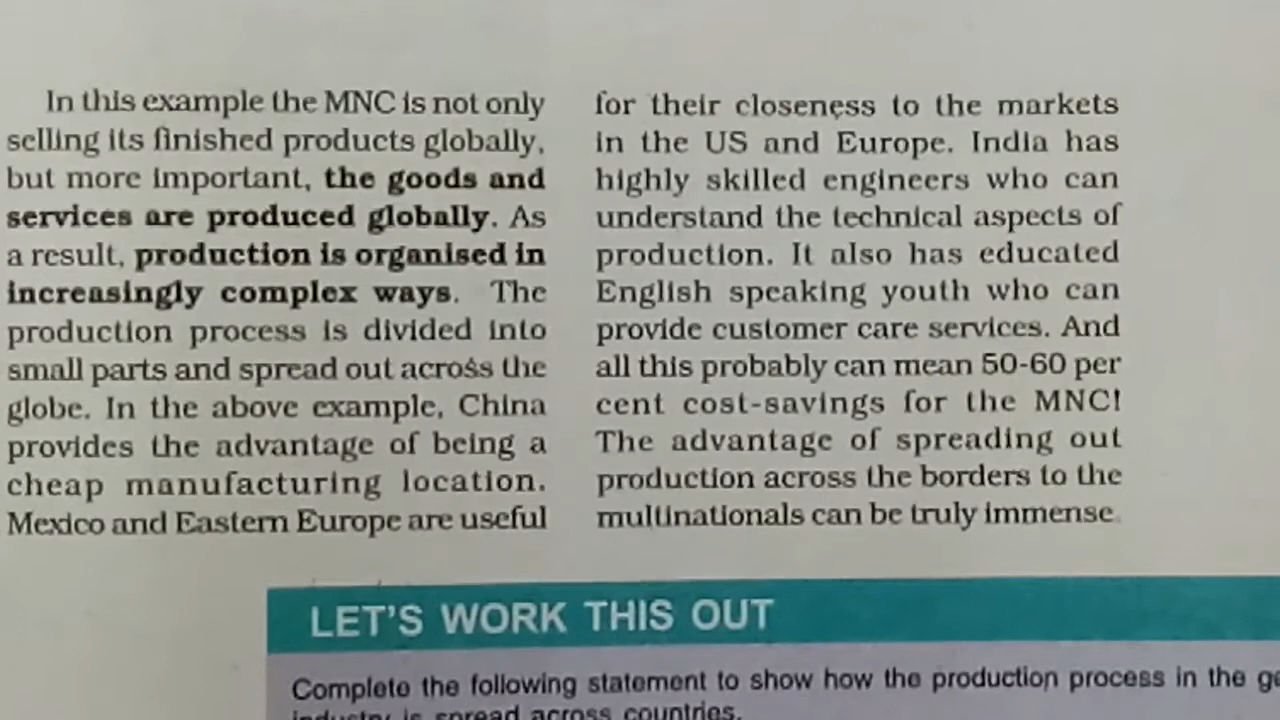 In this example the MNC is not only
selling its finished products globally,
but more important, the goods and
services are produced globally. As
a result, production is organised in
increasingly complex ways. The
production process is divided into
small parts and spread out across the
globe. In the above example, China
provides the advantage of being a
cheap manufacturing location.
Mexico and Eastern Europe are useful
for their closeness to the markets
in the US and Europe. India has
highly skilled engineers who can
understand the technical aspects of
production. It also has educated
English speaking youth who can
provide customer care services. And
all this probably can mean 50-60 per
cent cost-savings for the MNC!
The advantage of spreading out
production across the borders to the
multinationals can be truly immense.
LET'S WORK THIS OUT
Complete the following statement to show how the production process in the
industry is spread across countries.